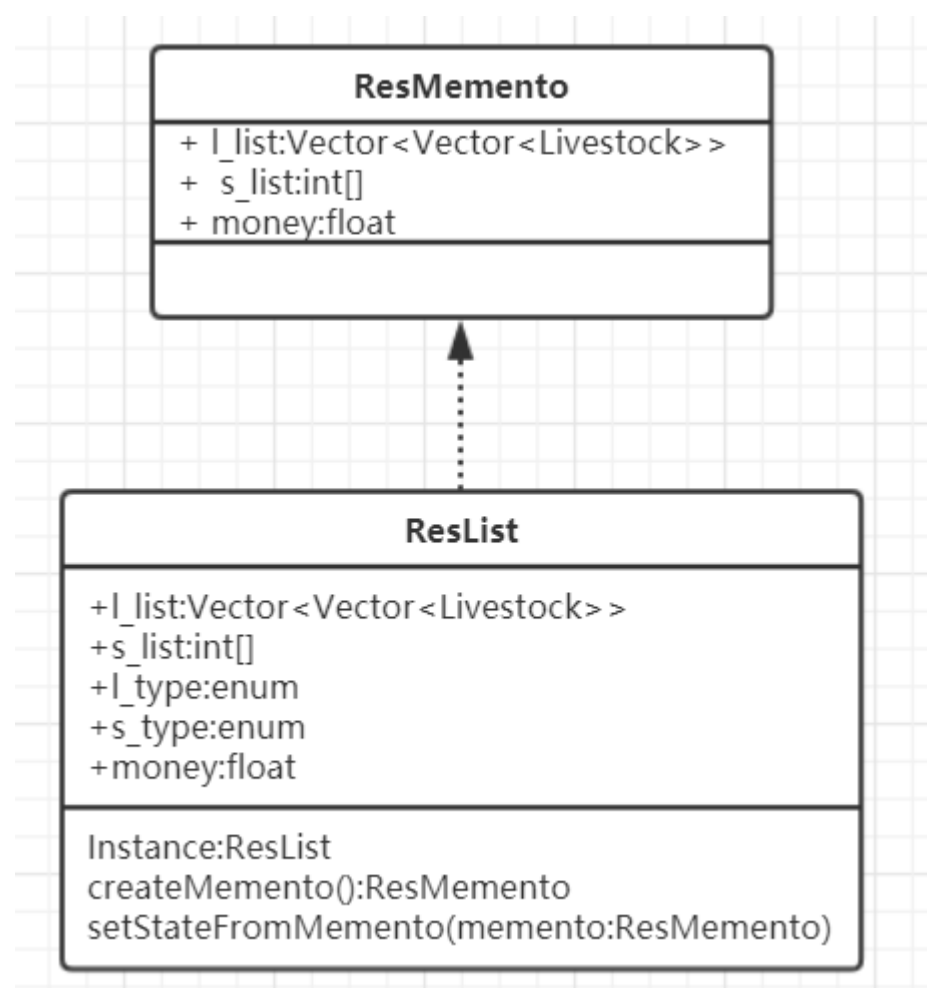 ResMemento
+ l_list:Vector<Vector<Livestock>>
+ s_list:int[]
+ money:float
ResList
+l_list:Vector<Vector<Livestock>>
+s_list:int[]
+l_type:enum
+s_type:enum
+money:float
Instance:ResList
createMemento():ResMemento
setStateFromMemento(memento:ResMemento)